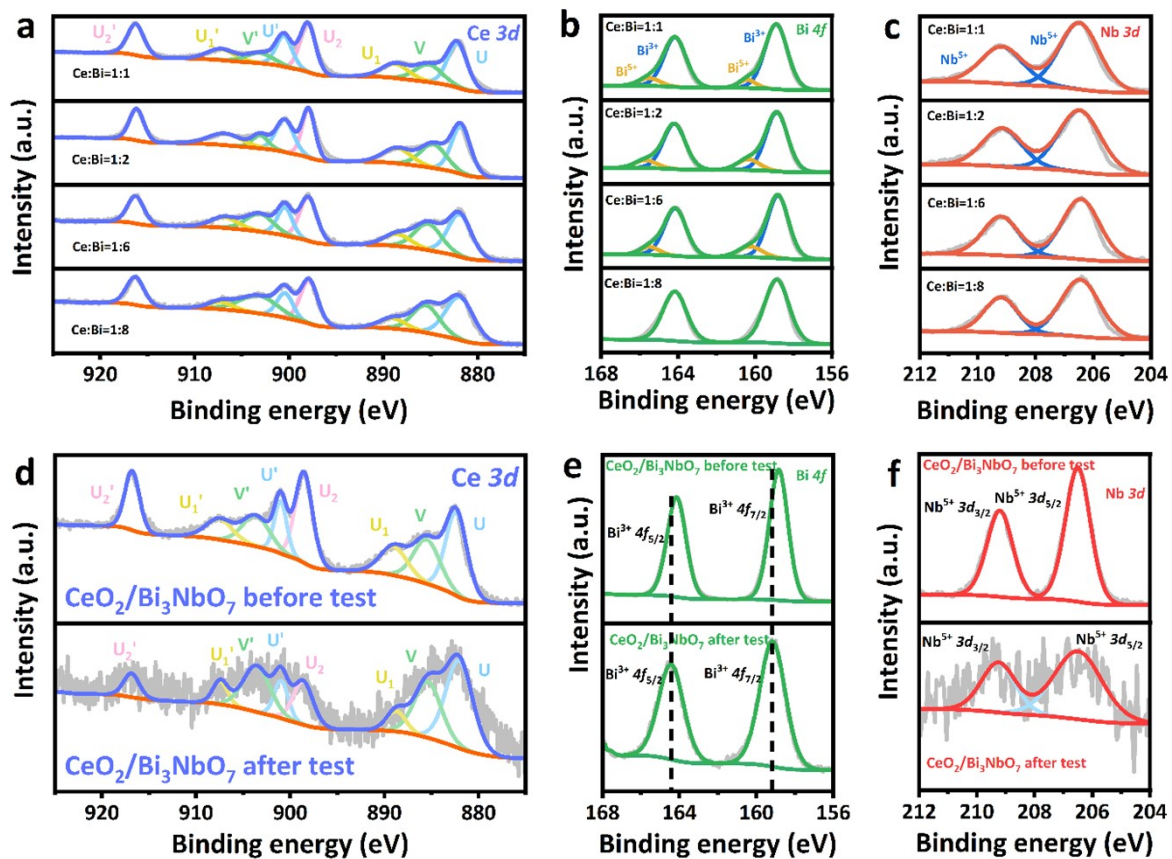 a
Ce 3d
U₂'
U₁'
V'
U'
U₂
U₁
V
U
Ce:Bi=1:1
Ce:Bi=1:2
Ce:Bi=1:6
Ce:Bi=1:8
Intensity (a.u.)
920 910 900 890 880
Binding energy (eV)
b
Bi 4f
Ce:Bi=1:1
Bi³⁺
Bi⁵⁺
Bi³⁺
Bi⁵⁺
Ce:Bi=1:2
Ce:Bi=1:6
Ce:Bi=1:8
Intensity (a.u.)
168 164 160 156
Binding energy (eV)
c
Nb 3d
Ce:Bi=1:1
Nb⁵⁺
Nb⁵⁺
Ce:Bi=1:2
Ce:Bi=1:6
Ce:Bi=1:8
Intensity (a.u.)
212 210 208 206 204
Binding energy (eV)
d
Ce 3d
U₂'
U₁'
V'
U'
U₂
U₁
V
U
CeO₂/Bi₃NbO₇ before test
U₂'
U₁'
V'
U'
U₂
U₁
V
U
CeO₂/Bi₃NbO₇ after test
Intensity (a.u.)
920 910 900 890 880
Binding energy (eV)
e
CeO₂/Bi₃NbO₇ before test
Bi 4f
Bi³⁺ 4f₅/₂
Bi³⁺ 4f₇/₂
CeO₂/Bi₃NbO₇ after test
Bi³⁺ 4f₅/₂
Bi³⁺ 4f₇/₂
Intensity (a.u.)
168 164 160 156
Binding energy (eV)
f
CeO₂/Bi₃NbO₇ before test
Nb 3d
Nb⁵⁺ 3d₃/₂
Nb⁵⁺ 3d₅/₂
Nb⁵⁺ 3d₃/₂
Nb⁵⁺ 3d₅/₂
CeO₂/Bi₃NbO₇ after test
Intensity (a.u.)
212 210 208 206 204
Binding energy (eV)